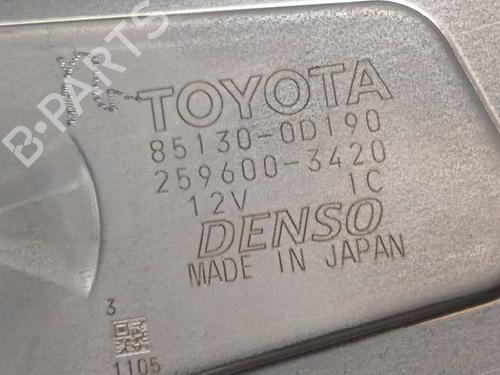 B-PARTS
TOYOTA
85130-0D190
259600-3420
12V 1C
DENSO
MADE IN JAPAN
3
1105